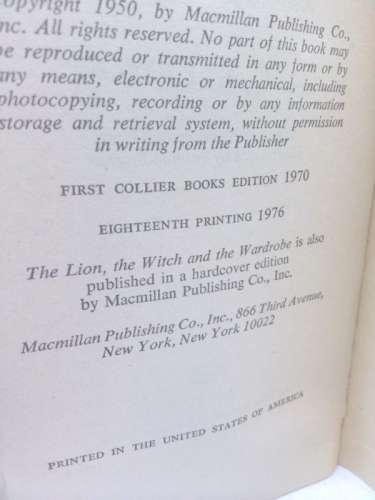 opyright 1950, by Macmillan Publishing Co.,
nc. All rights reserved. No part of this book may
be reproduced or transmitted in any form or by
any means, electronic or mechanical, including
photocopying, recording or by any information
storage and retrieval system, without permission
in writing from the Publisher
FIRST COLLIER BOOKS EDITION 1970
EIGHTEENTH PRINTING 1976
The Lion, the Witch and the Wardrobe is also
published in a hardcover edition
by Macmillan Publishing Co., Inc.
Macmillan Publishing Co., Inc., 866 Third Avenue,
New York, New York 10022
PRINTED IN THE UNITED STATES OF AMERICA